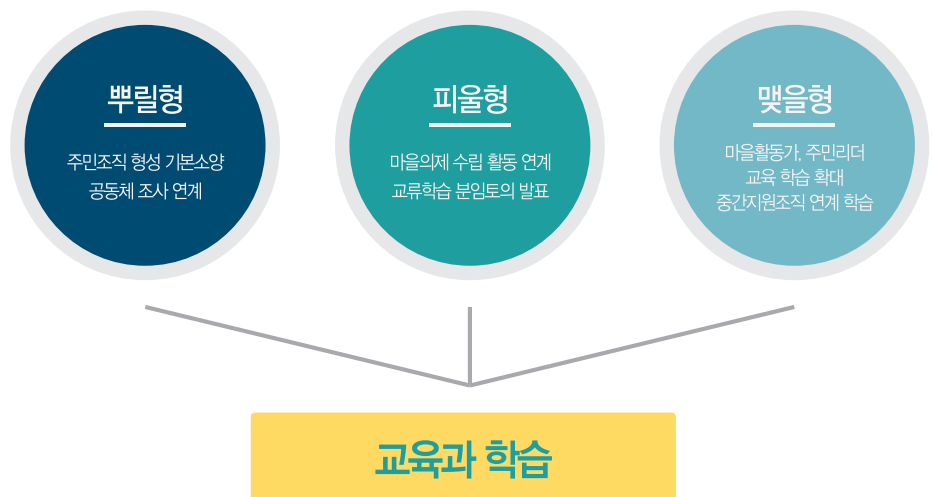 뿌릴형
주민조직 형성 기본소양
공동체 조사 연계
피울형
마을의제 수립 활동 연계
교류학습 분임토의 발표
맺을형
마을활동가, 주민리더
교육 학습 확대
중간지원조직 연계 학습
교육과 학습